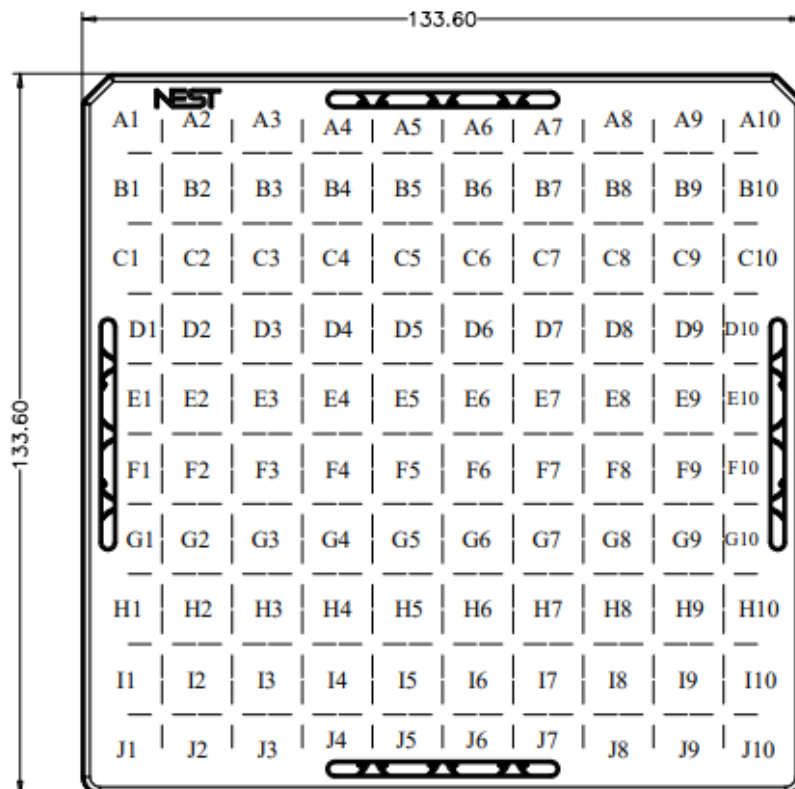 133.60
NEST
A1 A2 A3 A4 A5 A6 A7 A8 A9 A10
B1 B2 B3 B4 B5 B6 B7 B8 B9 B10
C1 C2 C3 C4 C5 C6 C7 C8 C9 C10
133.60
D1 D2 D3 D4 D5 D6 D7 D8 D9 D10
E1 E2 E3 E4 E5 E6 E7 E8 E9 E10
F1 F2 F3 F4 F5 F6 F7 F8 F9 F10
G1 G2 G3 G4 G5 G6 G7 G8 G9 G10
H1 H2 H3 H4 H5 H6 H7 H8 H9 H10
I1 I2 I3 I4 I5 I6 I7 I8 I9 I10
J1 J2 J3 J4 J5 J6 J7 J8 J9 J10